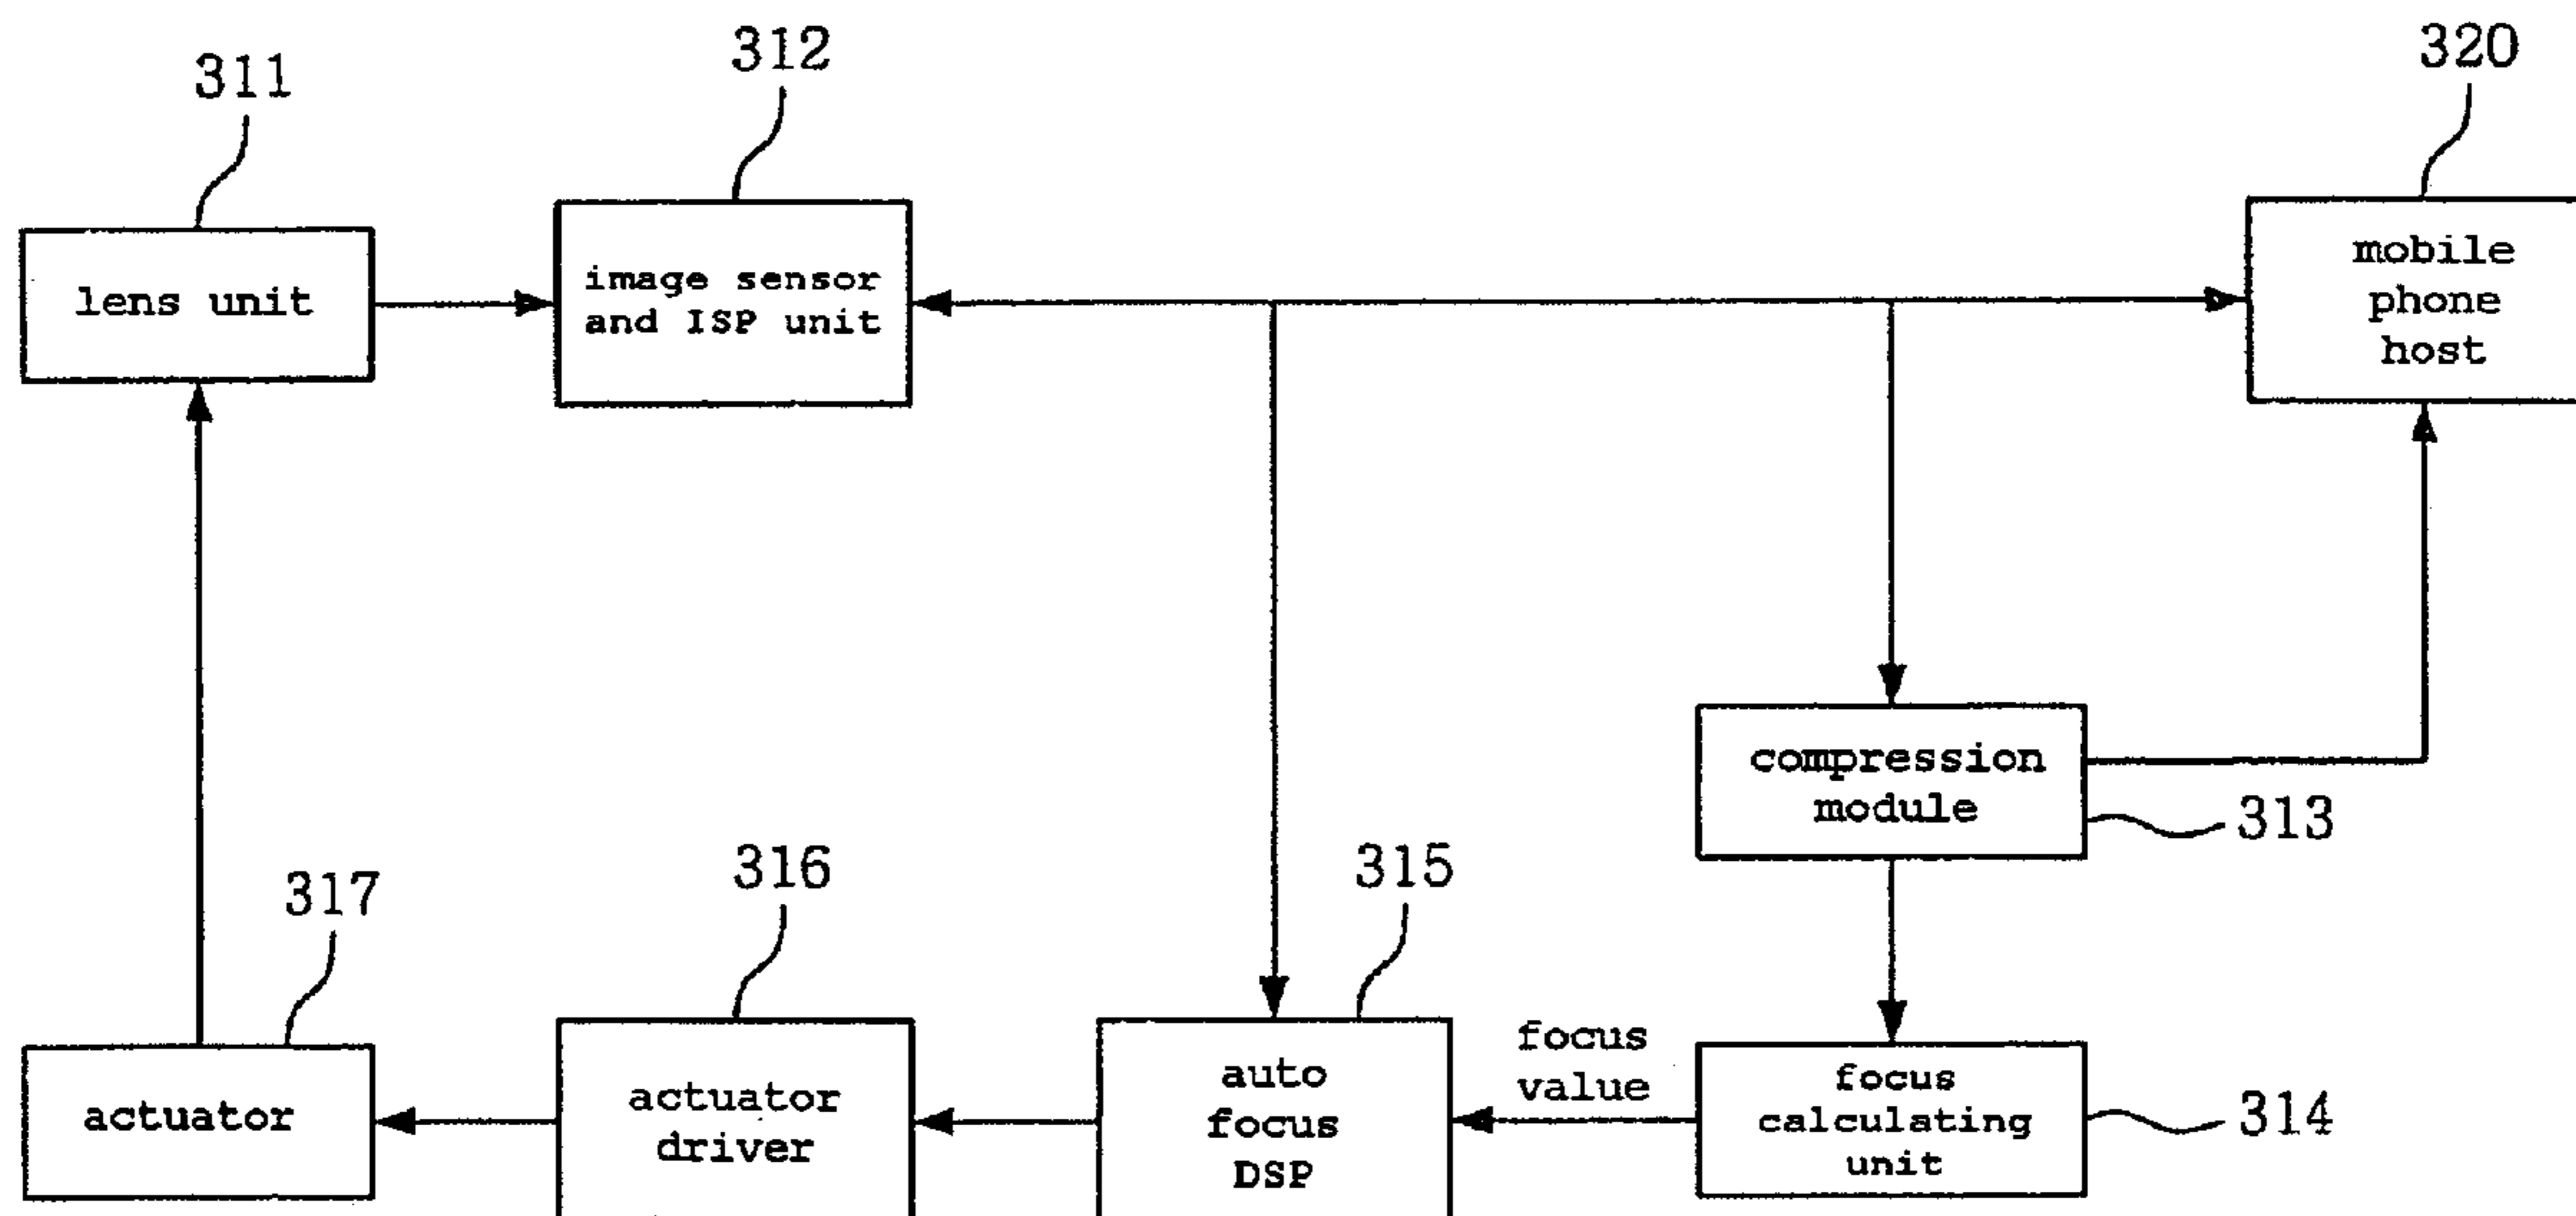 311
312
320
lens unit
image sensor
and ISP unit
mobile
phone
host
compression
module
313
317
316
315
actuator
actuator
driver
auto
focus
DSP
focus
value
focus
calculating
unit
314